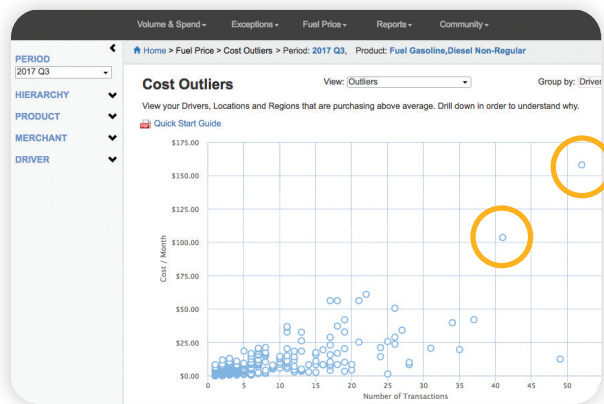 Volume & Spend Exceptions Fuel Price Reports Community
PERIOD
2017 Q3
HIERARCHY
PRODUCT
MERCHANT
DRIVER
Home > Fuel Price > Cost Outliers > Period: 2017 Q3, Product: Fuel Gasoline,Diesel Non-Regular
Cost Outliers View: Outliers Group by: Driver
View your Drivers, Locations and Regions that are purchasing above average. Drill down in order to understand why.
Quick Start Guide
$175.00
$150.00
$125.00
$100.00
$75.00
$50.00
$25.00
$0.00
Cost / Month
0 5 10 15 20 25 30 35 40 45 50
Number of Transactions